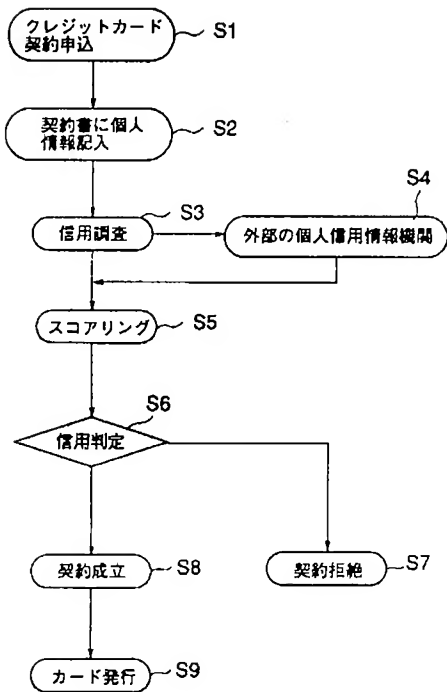 クレジットカード
契約申込
S1
契約書に個人
情報記入
S2
信用調査
S3
外部の個人信用情報機関
S4
スコアリング
S5
信用判定
S6
契約成立
S8
契約拒絶
S7
カード発行
S9